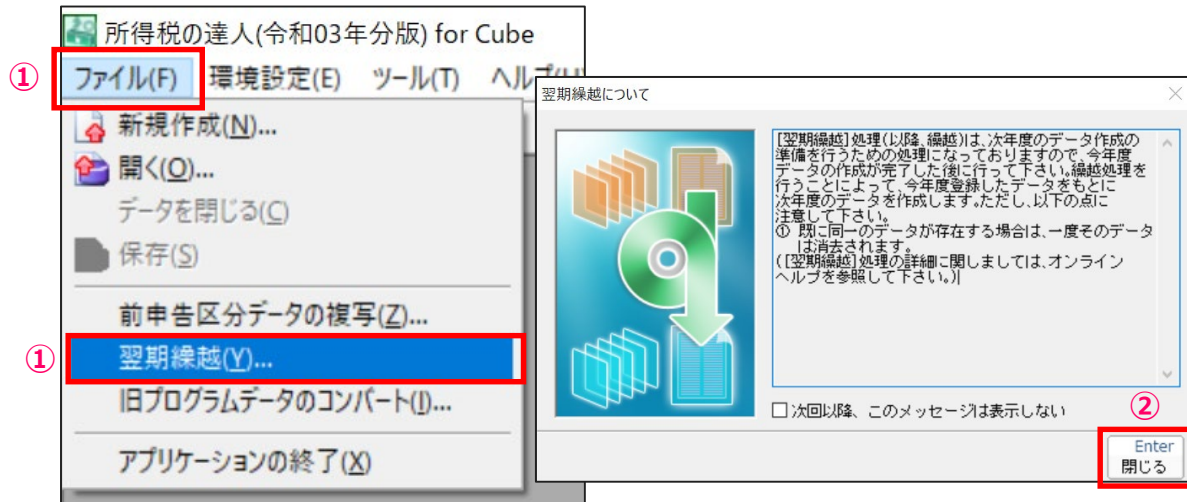 所得税の達人(令和03年分版) for Cube
① ファイル(F) 環境設定(E) ツール(T) ヘルプ(H)
新規作成(N)...
開く(O)...
データを閉じる(C)
保存(S)
前申告区分データの複写(Z)...
① 翌期繰越(Y)...
旧プログラムデータのコンバート(I)...
アプリケーションの終了(X)
翌期繰越について
[翌期繰越]処理(以降、繰越)は、次年度のデータ作成の
準備を行うための処理になっておりますので、今年度
データの作成が完了した後に行って下さい。繰越処理を
行うことによって、今年度登録したデータをもとに
次年度のデータを作成します。ただし、以下の点に
注意して下さい。
① 既に同一のデータが存在する場合は、一度そのデータ
は消去されます。
([翌期繰越]処理の詳細に関しましては、オンライン
ヘルプを参照して下さい。)
次回以降、このメッセージは表示しない
②
Enter
閉じる